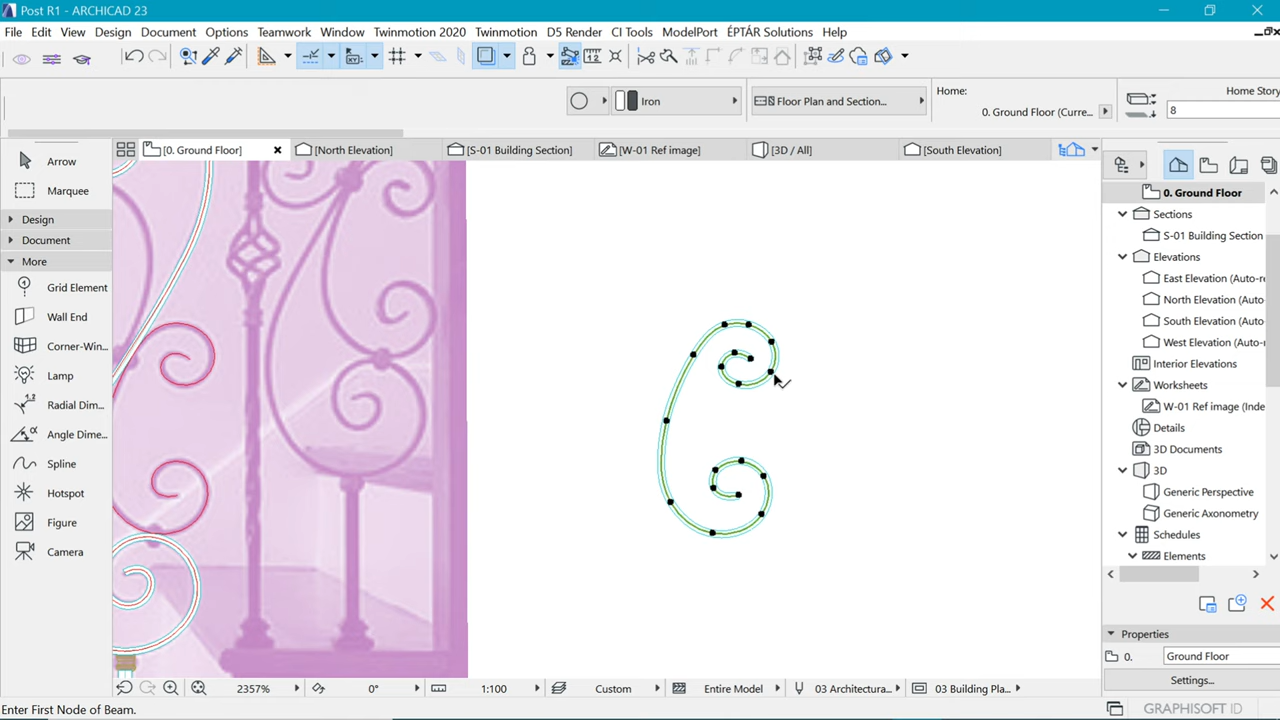 Post R1 - ARCHICAD 23
File Edit View Design Document Options Teamwork Window Twinmotion 2020 D5 Render CI Tools ModelPort ÉPTÁR Solutions Help
Iron
Floor Plan and Section...
Home:
0. Ground Floor (Curre...
Home Story
8
[0. Ground Floor]
[North Elevation]
[S-01 Building Section]
[W-01 Ref image]
[3D / All]
[South Elevation]
Arrow
Marquee
Design
Document
More
Grid Element
Wall End
Corner-Win...
Lamp
Radial Dim...
Angle Dime...
Spline
Hotspot
Figure
Camera
0. Ground Floor
Sections
S-01 Building Section
Elevations
East Elevation (Auto-re
North Elevation (Auto
South Elevation (Auto-
West Elevation (Auto-r
Interior Elevations
Worksheets
W-01 Ref image (Inde
Details
3D Documents
3D
Generic Perspective
Generic Axonometry
Schedules
Elements
Properties
0.
Ground Floor
Settings...
2357%
0°
1:100
Custom
Entire Model
03 Architectura...
03 Building Pla...
Enter First Node of Beam.
GRAPHISOFT ID